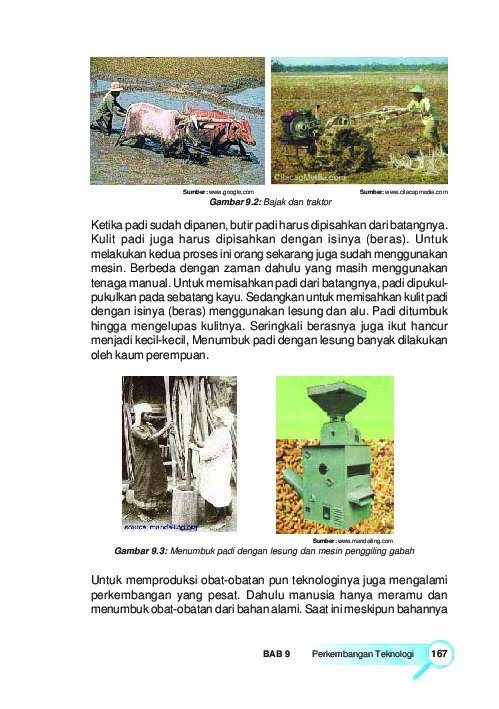 CilacapMedia.com
Sumber: www.google.com
Sumber: www.cilacapmedia.com
Gambar 9.2: Bajak dan traktor
Ketika padi sudah dipanen, butir padi harus dipisahkan dari batangnya.
Kulit padi juga harus dipisahkan dengan isinya (beras). Untuk
melakukan kedua proses ini orang sekarang juga sudah menggunakan
mesin. Berbeda dengan zaman dahulu yang masih menggunakan
tenaga manual. Untuk memisahkan padi dari batangnya, padi dipukul-
pukulkan pada sebatang kayu. Sedangkan untuk memisahkan kulit padi
dengan isinya (beras) menggunakan lesung dan alu. Padi ditumbuk
hingga mengelupas kulitnya. Seringkali berasnya juga ikut hancur
menjadi kecil-kecil, Menumbuk padi dengan lesung banyak dilakukan
oleh kaum perempuan.
source: mandailing.org
Sumber: www.mandailing.com
Gambar 9.3: Menumbuk padi dengan lesung dan mesin penggiling gabah
Untuk memproduksi obat-obatan pun teknologinya juga mengalami
perkembangan yang pesat. Dahulu manusia hanya meramu dan
menumbuk obat-obatan dari bahan alami. Saat ini meskipun bahannya
BAB 9 Perkembangan Teknologi 167